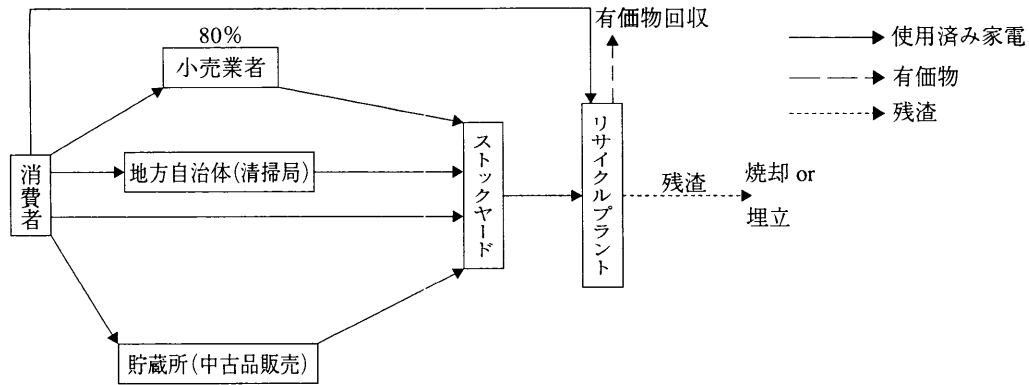 有価物回収
80%
小売業者
使用済み家電
有価物
残渣
地方自治体(清掃局)
消費者
ストックヤード
リサイクルプラント
残渣
焼却 or
埋立
貯蔵所(中古品販売)